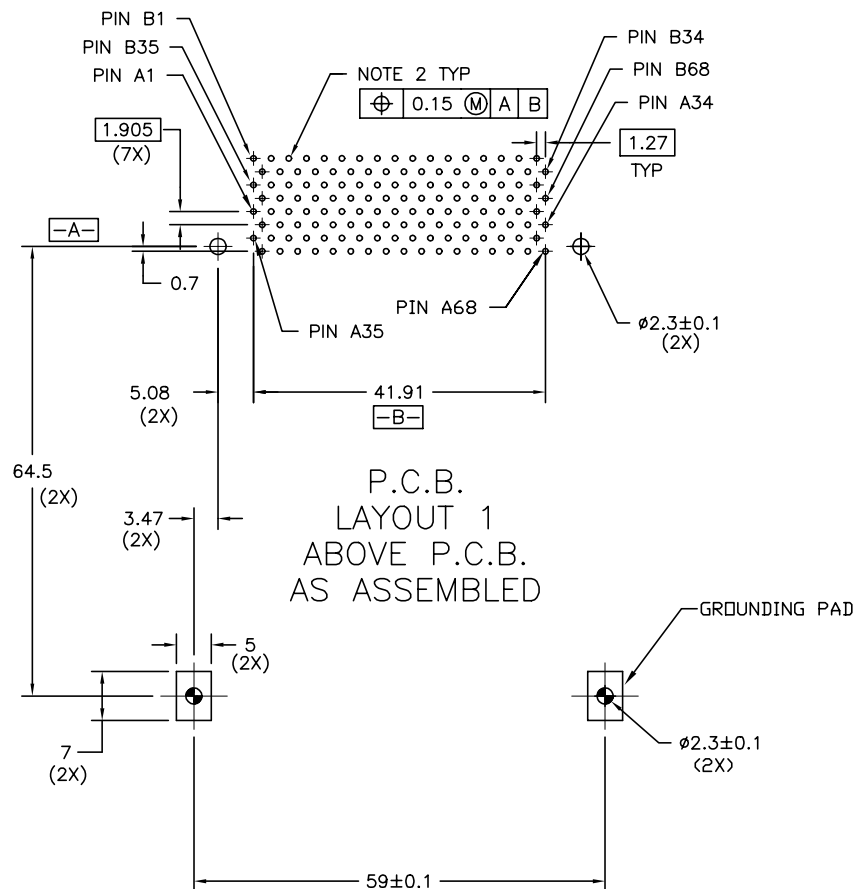 PIN B1
PIN B35
PIN A1
NOTE 2 TYP
⌖ 0.15 Ⓜ A B
PIN B34
PIN B68
PIN A34
1.905
(7X)
1.27
TYP
-A-
0.7
PIN A35
PIN A68
ø2.3±0.1
(2X)
5.08
(2X)
41.91
-B-
64.5
(2X)
3.47
(2X)
P.C.B.
LAYOUT 1
ABOVE P.C.B.
AS ASSEMBLED
GROUNDING PAD
5
(2X)
7
(2X)
ø2.3±0.1
(2X)
59±0.1